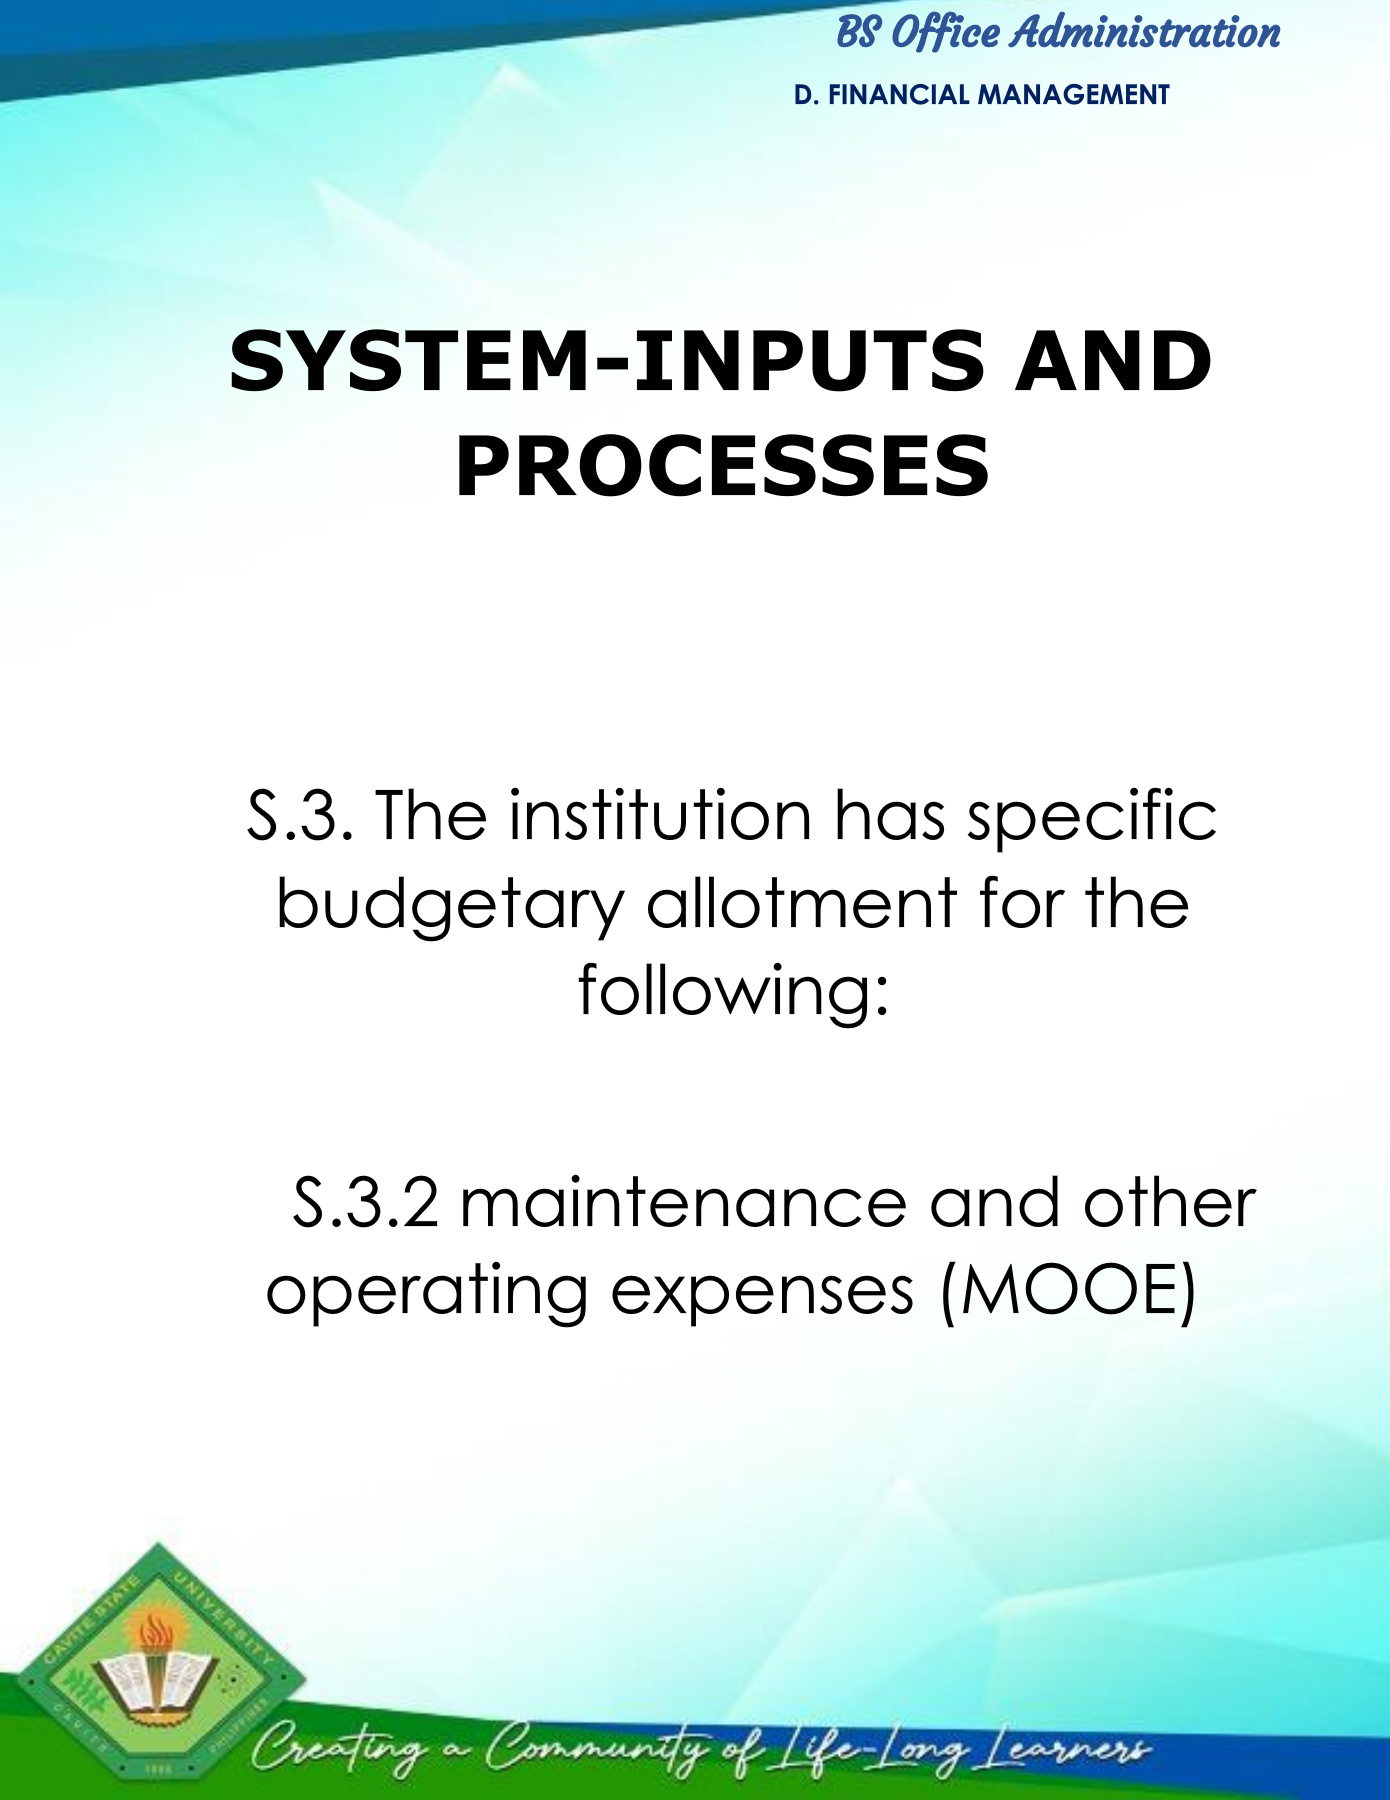 BS Office Administration
D. FINANCIAL MANAGEMENT
SYSTEM-INPUTS AND
PROCESSES
S.3. The institution has specific
budgetary allotment for the
following:
S.3.2 maintenance and other
operating expenses (MOOE)
CAVITE STATE UNIVERSITY
CAVITE
PHILIPPINES
1906
Creating a Community of Life-Long Learners